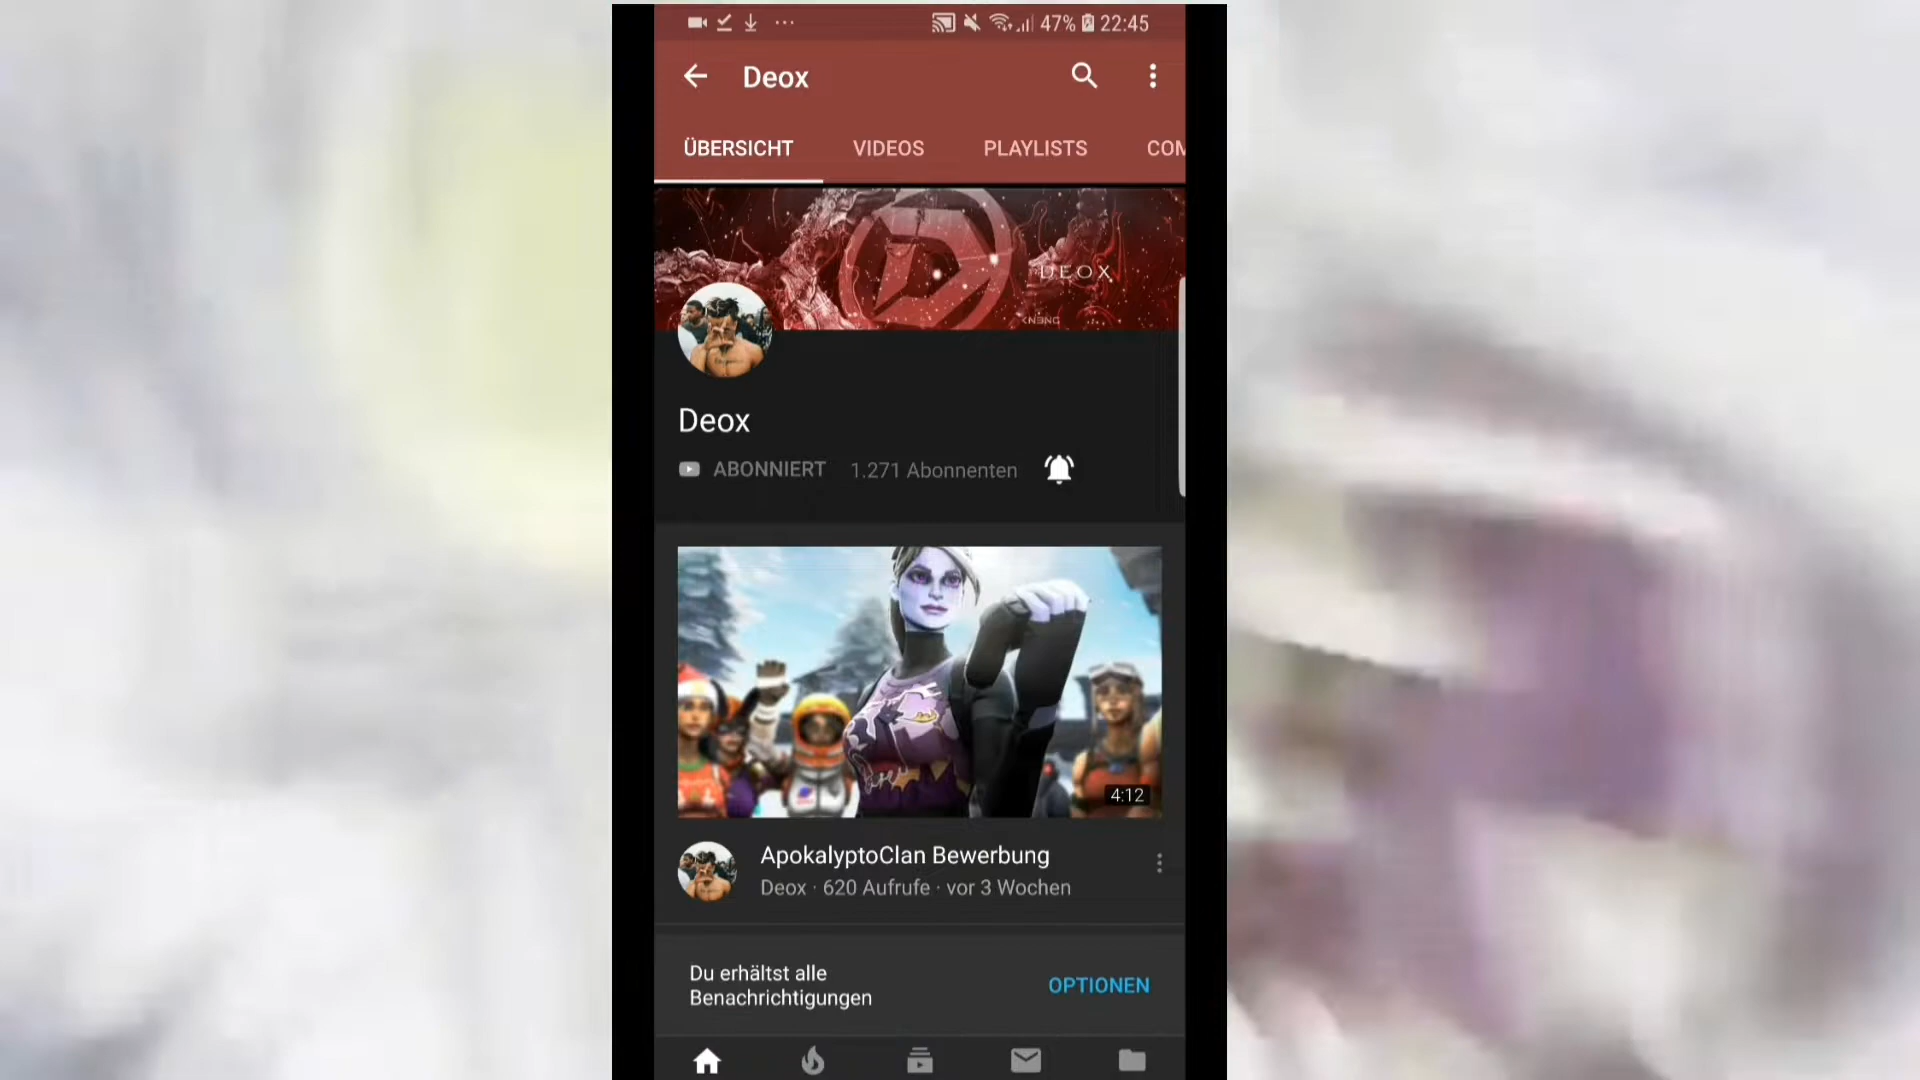 47% 22:45
Deox
ÜBERSICHT VIDEOS PLAYLISTS COM
DEOX
Deox
ABONNIERT 1.271 Abonnenten
4:12
ApokalyptoClan Bewerbung
Deox · 620 Aufrufe · vor 3 Wochen
Du erhältst alle
Benachrichtigungen
OPTIONEN